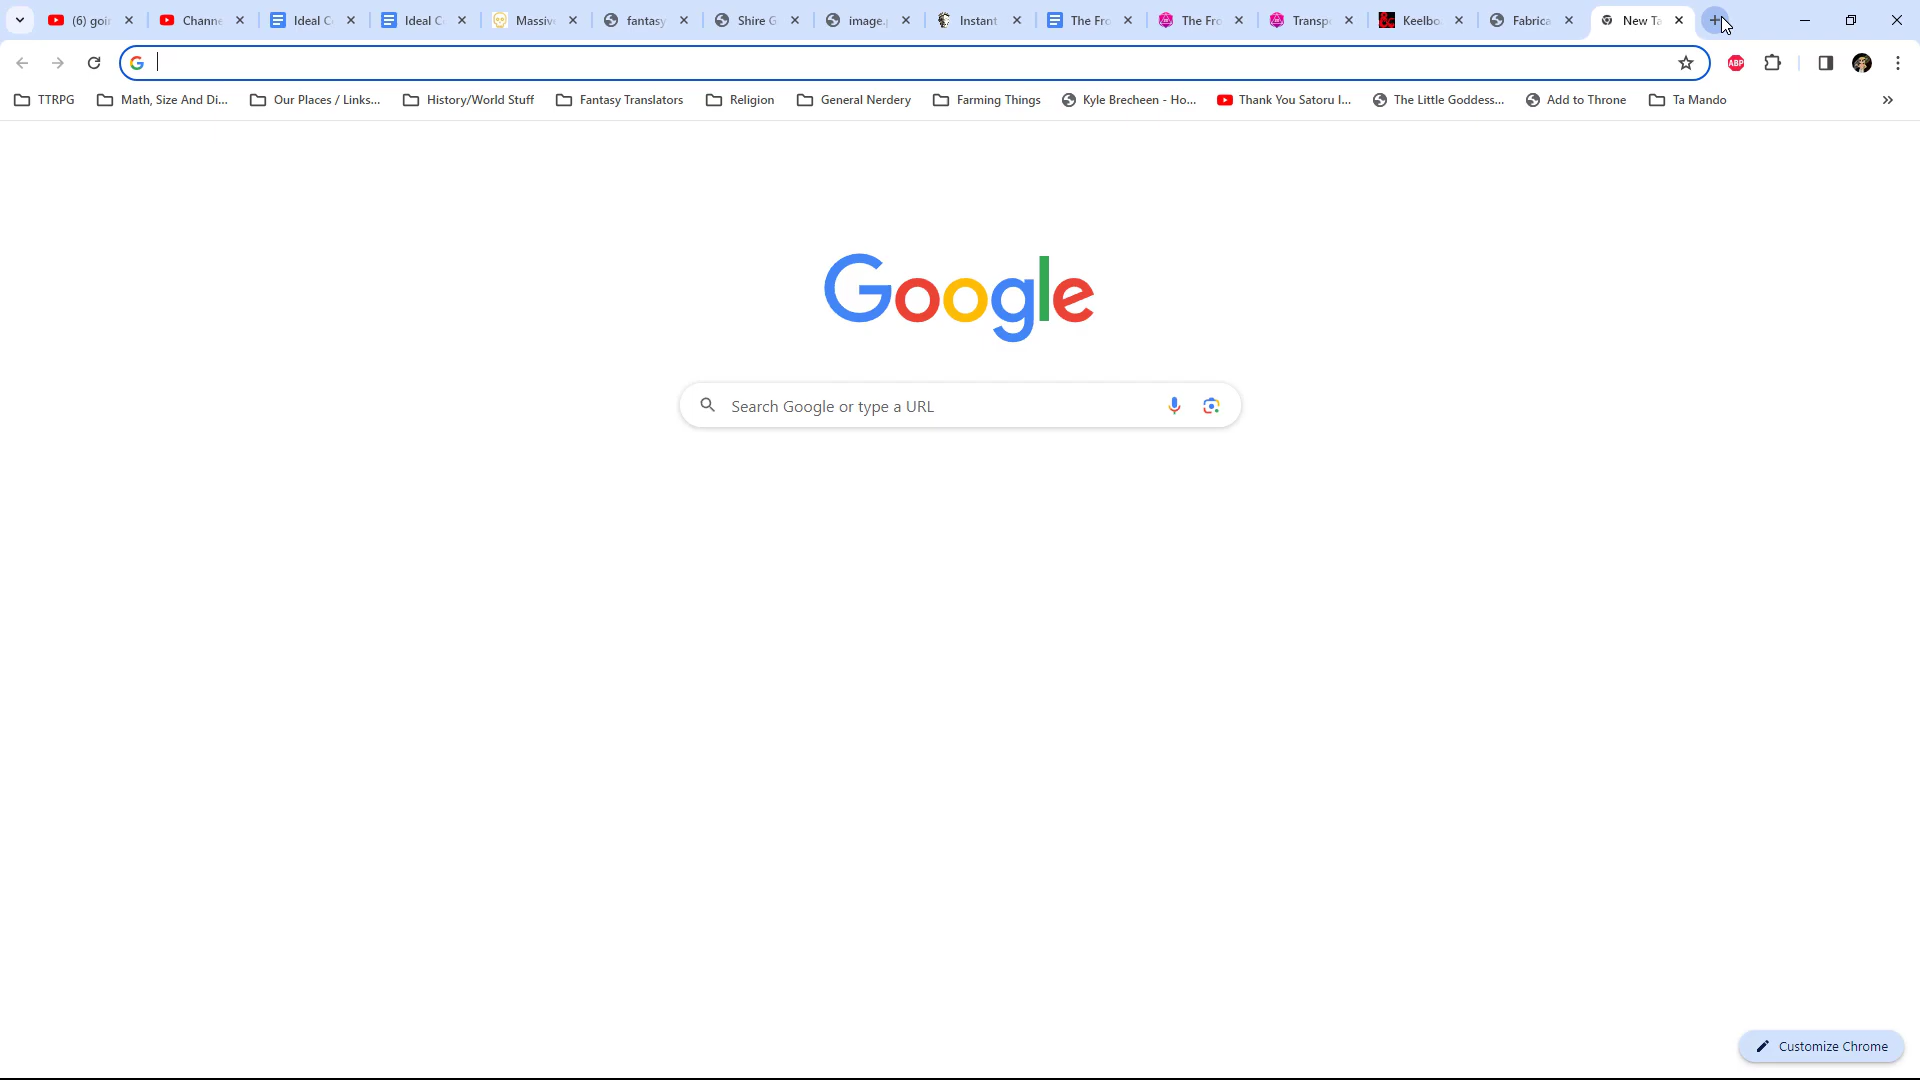 (6) goin Channe Ideal C Ideal C Massive fantasy Shire G image. Instant The Fro The Fro Transpo Keelbo Fabrica New Ta
TTRPG Math, Size And Di... Our Places / Links... History/World Stuff Fantasy Translators Religion General Nerdery Farming Things Kyle Brecheen - Ho... Thank You Satoru I... The Little Goddess... Add to Throne Ta Mando
ABP
Google
Search Google or type a URL
Customize Chrome